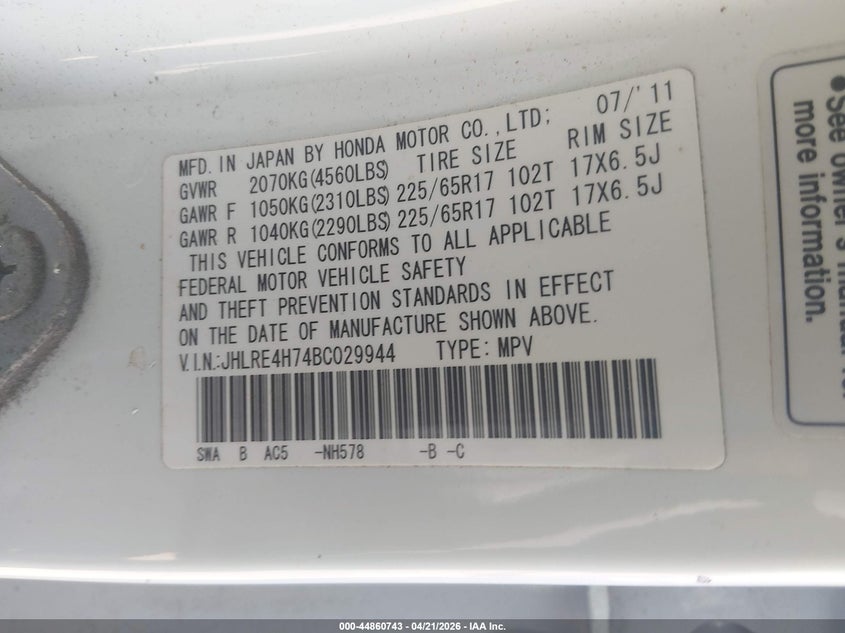 MFD. IN JAPAN BY HONDA MOTOR CO.,LTD; 07/'11
GVWR 2070KG(4560LBS) TIRE SIZE RIM SIZE
GAWR F 1050KG(2310LBS) 225/65R17 102T 17X6.5J
GAWR R 1040KG(2290LBS) 225/65R17 102T 17X6.5J
THIS VEHICLE CONFORMS TO ALL APPLICABLE
FEDERAL MOTOR VEHICLE SAFETY
AND THEFT PREVENTION STANDARDS IN EFFECT
ON THE DATE OF MANUFACTURE SHOWN ABOVE.
V.I.N.:JHLRE4H74BC029944 TYPE: MPV
SWA B AC5 -NH578 -B -C
●See owner's
more
information.
000-44860743 - 04/21/2026 - IAA Inc.